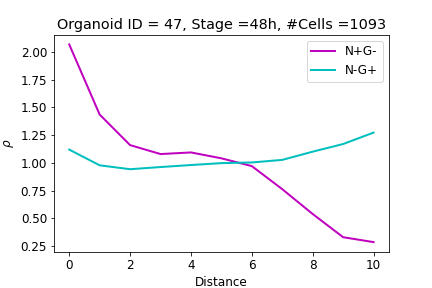 Organoid ID = 47, Stage =48h, #Cells =1093
N+G-
N-G+
2.00
1.75
1.50
1.25
1.00
0.75
0.50
0.25
ρ
0 2 4 6 8 10
Distance